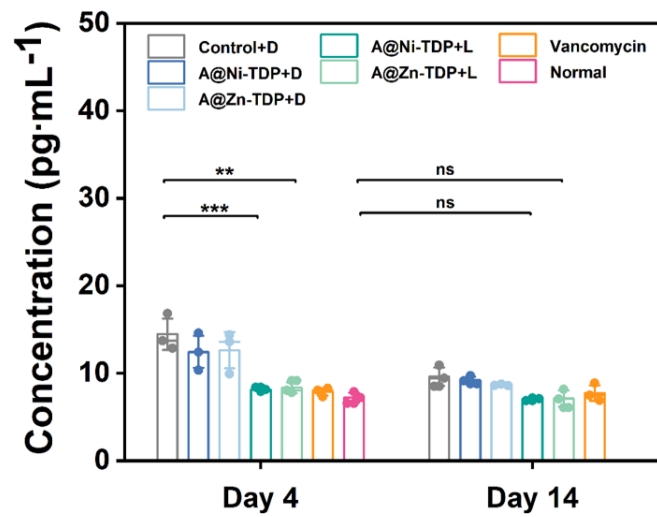 50
40
30
20
10
0
Concentration (pg·mL⁻¹)
Control+D
A@Ni-TDP+D
A@Zn-TDP+D
A@Ni-TDP+L
A@Zn-TDP+L
Vancomycin
Normal
**
***
ns
ns
Day 4
Day 14